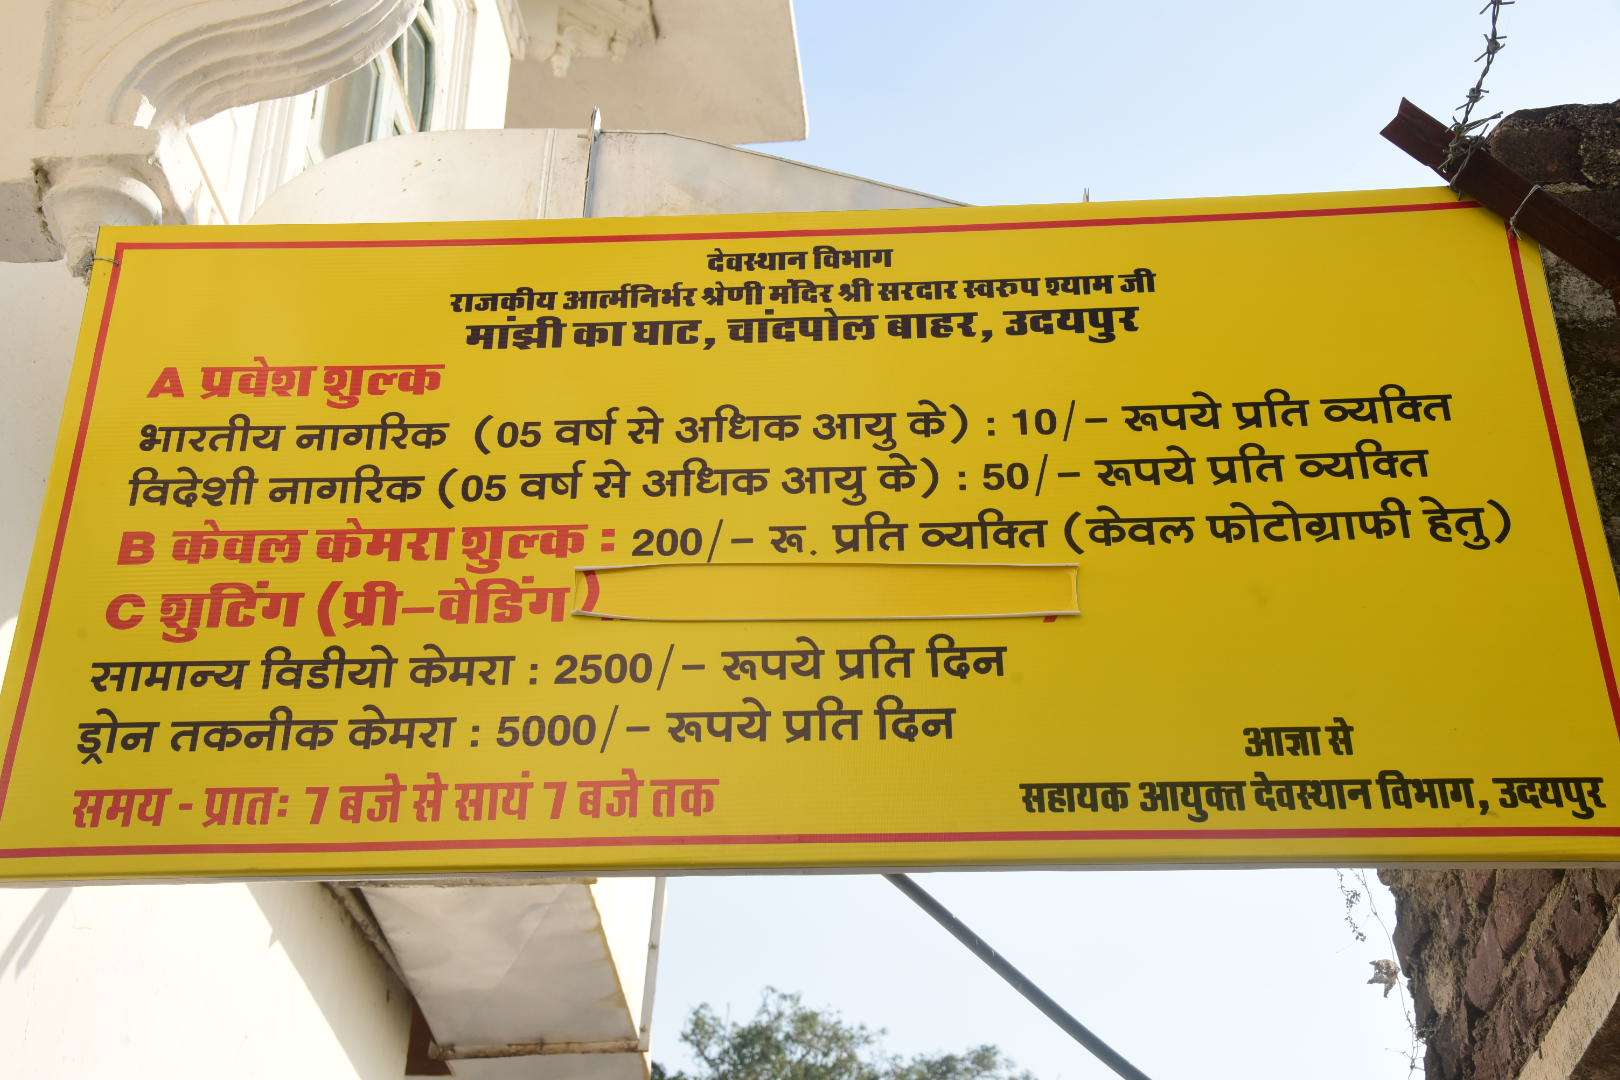 देवस्थान विभाग
राजकीय आर्त्मनिर्भर श्रेणी मंदिर श्री सरदार स्वरुप श्याम जी
मांझी का घाट, चांदपोल बाहर, उदयपुर
A प्रवेश शुल्क
भारतीय नागरिक (05 वर्ष से अधिक आयु के) : 10/- रूपये प्रति व्यक्ति
विदेशी नागरिक (05 वर्ष से अधिक आयु के) : 50/- रूपये प्रति व्यक्ति
B केवल केमरा शुल्क : 200/- रू. प्रति व्यक्ति (केवल फोटोग्राफी हेतु)
C शुटिंग (प्री-वेडिंग)
सामान्य विडीयो केमरा : 2500/- रूपये प्रति दिन
ड्रोन तकनीक केमरा : 5000/- रूपये प्रति दिन
समय - प्रातः 7 बजे से सायं 7 बजे तक
आज्ञा से
सहायक आयुक्त देवस्थान विभाग, उदयपुर